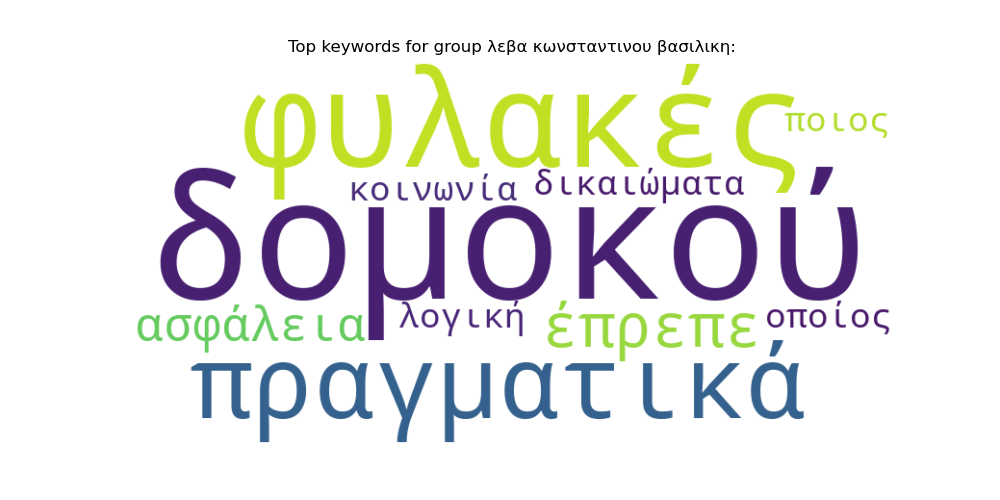 Top keywords for group λεβα κωνσταντινου βασιλικη:
φυλακές ποιος
κοινωνία δικαιώματα
δομοκού
ασφάλεια λογική έπρεπε οποίος
πραγματικά